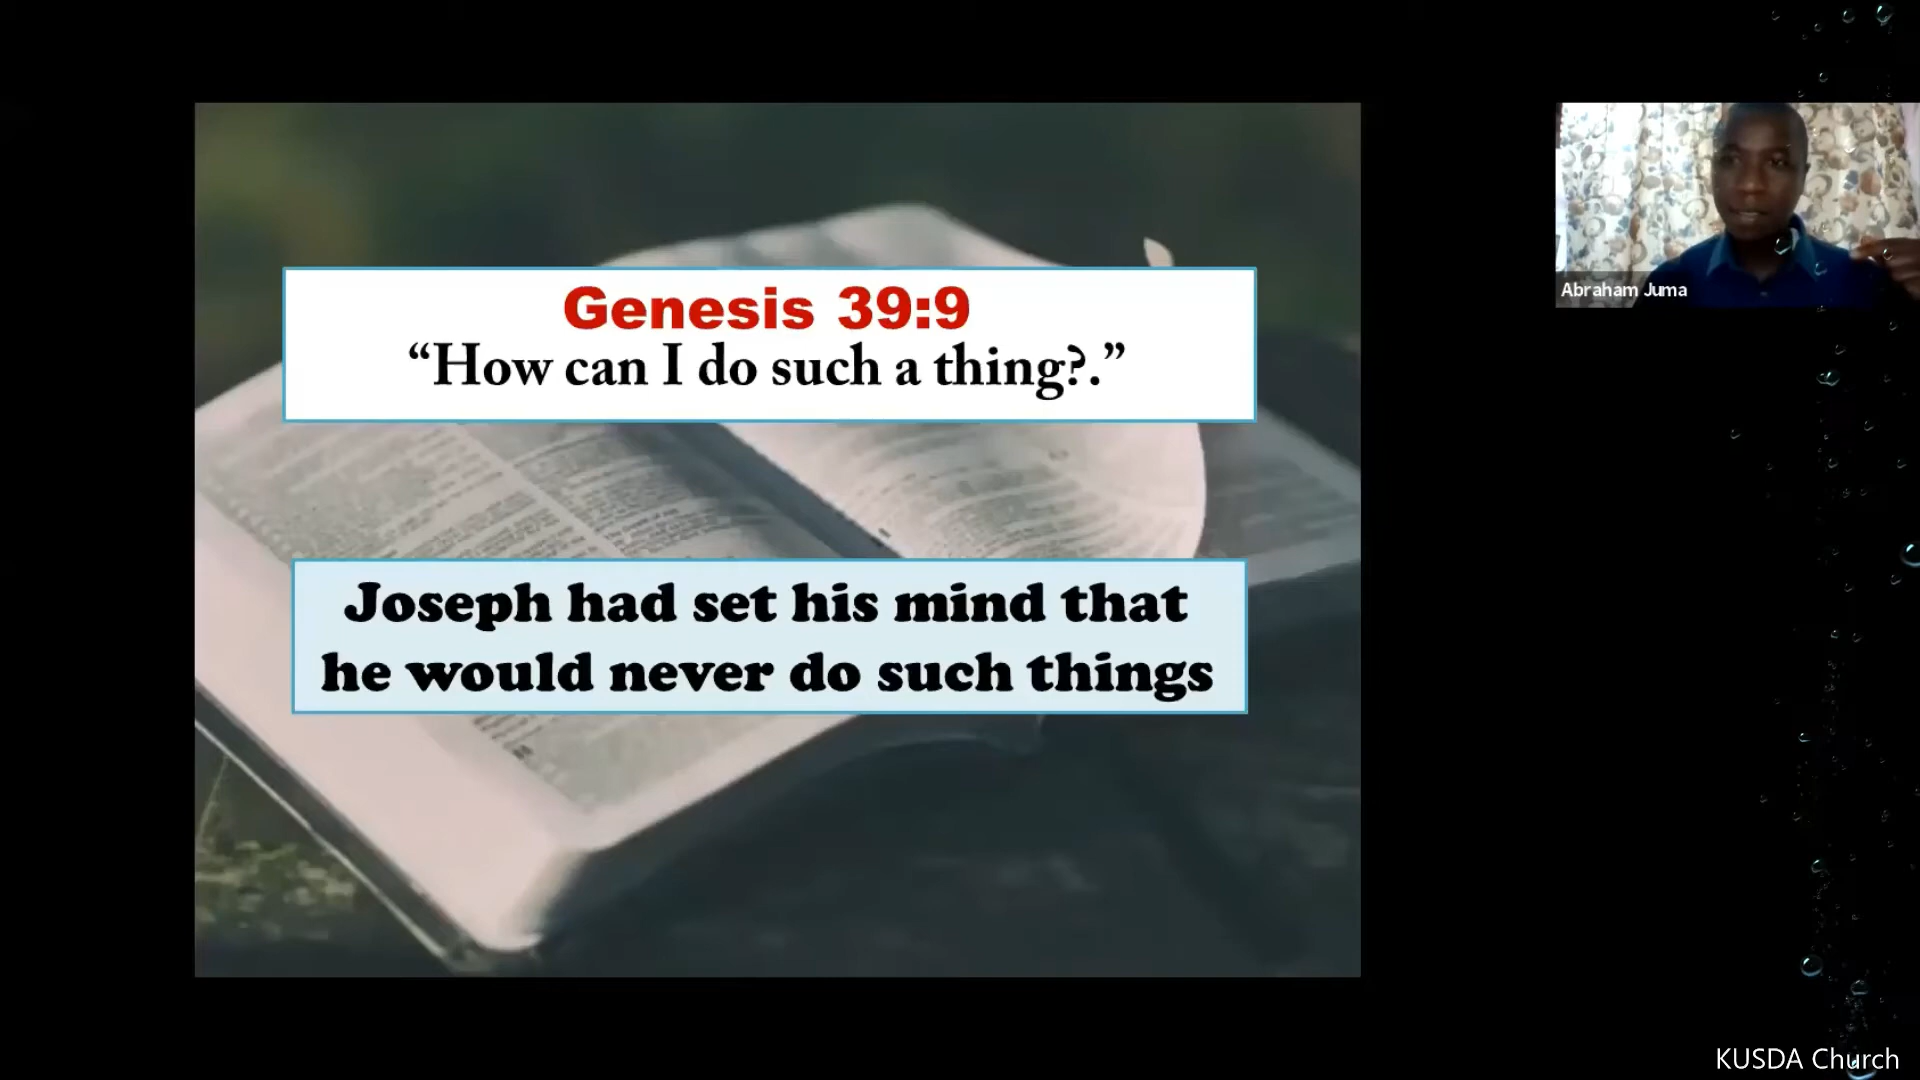 Genesis 39:9
“How can I do such a thing?.”
Joseph had set his mind that
he would never do such things
Abraham Juma
KUSDA Church